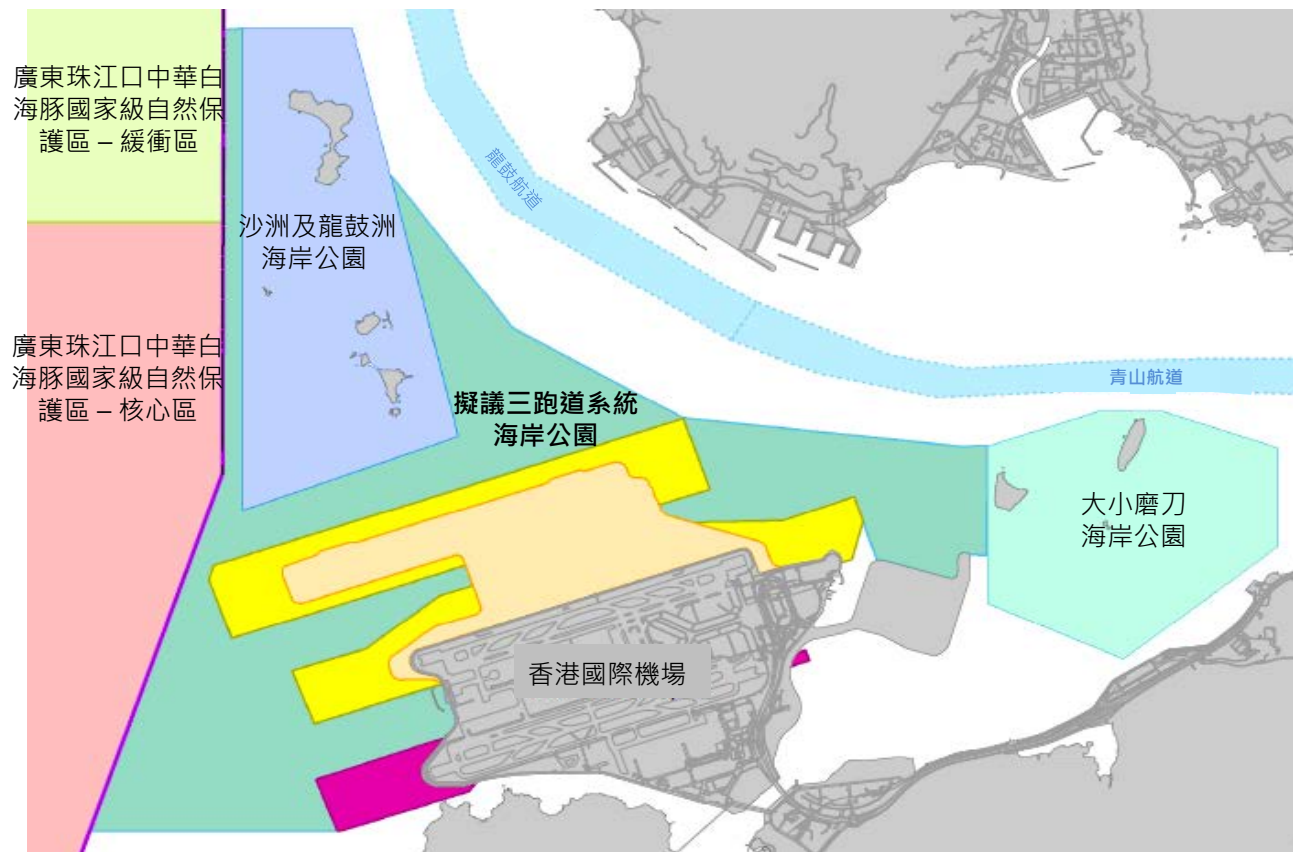 廣東珠江口中華白
海豚國家級自然保
護區 – 緩衝區
龍鼓航道
沙洲及龍鼓洲
海岸公園
廣東珠江口中華白
海豚國家級自然保
護區 – 核心區
青山航道
擬議三跑道系統
海岸公園
大小磨刀
海岸公園
香港國際機場